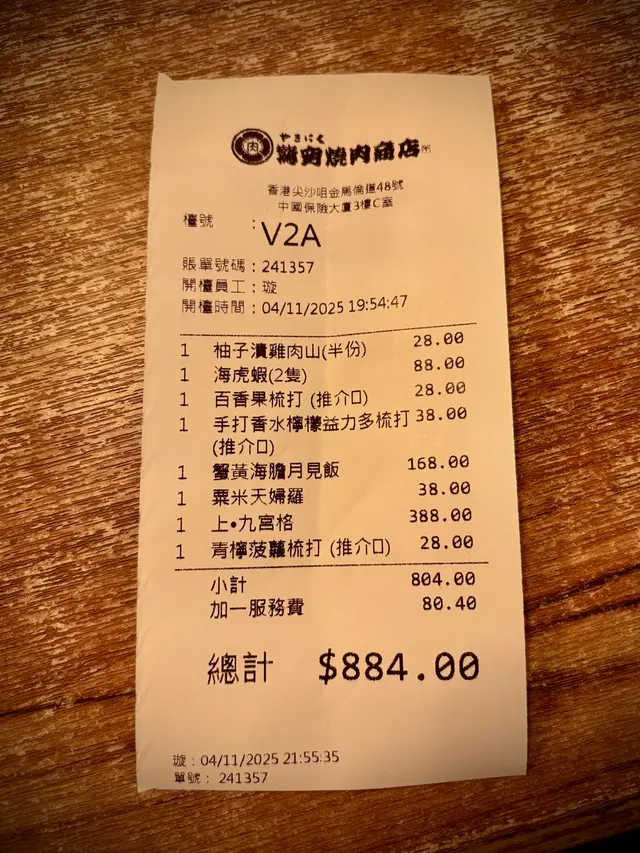 肉
やきにく
燒肉商店
香港尖沙咀金馬倫道48號
中國保險大廈3樓C室
檯號 : V2A
賬單號碼 : 241357
開檯員工 : 璇
開檯時間 : 04/11/2025 19:54:47
1 柚子漬雞肉山(半份) 28.00
1 海虎蝦(2隻) 88.00
1 百香果梳打 (推介口) 28.00
1 手打香水檸檬益力多梳打 38.00
(推介口)
1 蟹黃海膽月見飯 168.00
1 粟米天婦羅 38.00
1 上•九宮格 388.00
1 青檸菠蘿梳打 (推介口) 28.00
小計 804.00
加一服務費 80.40
總計 $884.00
璇 : 04/11/2025 21:55:35
單號 : 241357